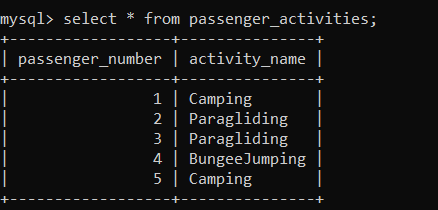 mysql> select * from passenger_activities;
+------------------+---------------+
| passenger_number | activity_name |
+------------------+---------------+
|                1 | Camping       |
|                2 | Paragliding   |
|                3 | Paragliding   |
|                4 | BungeeJumping |
|                5 | Camping       |
+------------------+---------------+